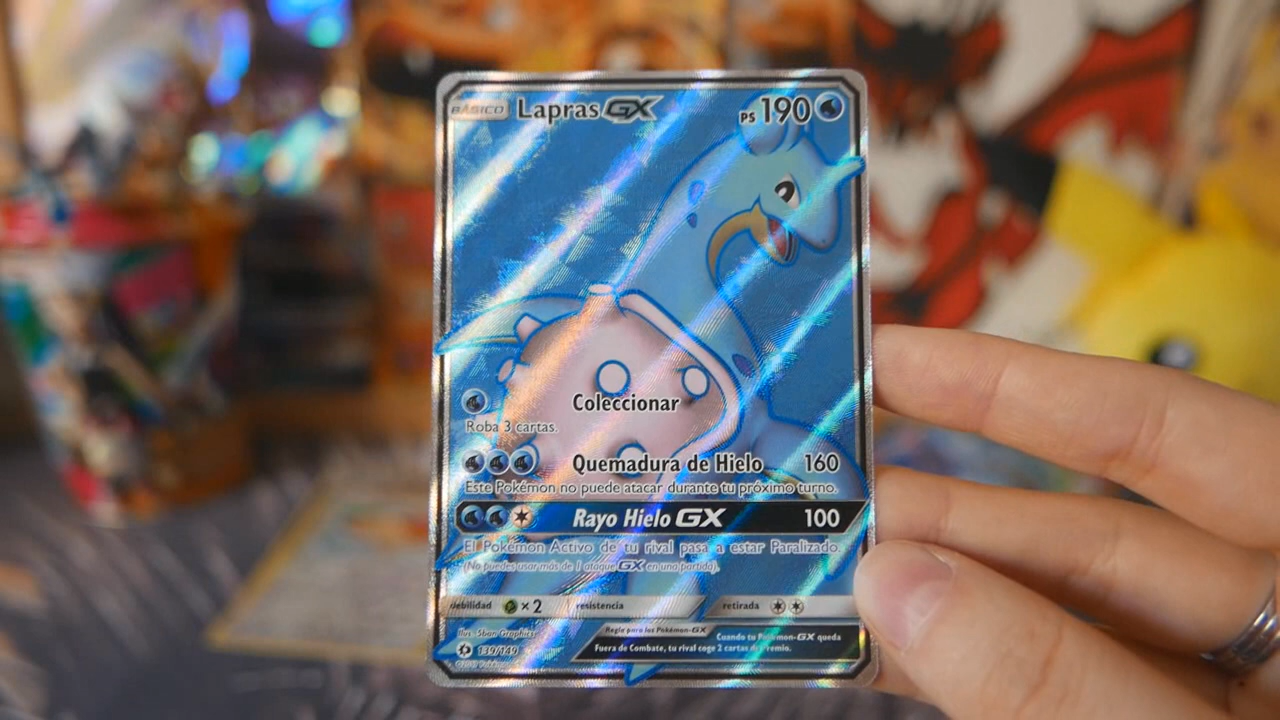 BÁSICO Lapras GX PS 190
Coleccionar
Roba 3 cartas.
Quemadura de Hielo 160
Este Pokémon no puede atacar durante tu próximo turno.
Rayo Hielo GX 100
El Pokémon Activo de tu rival pasa a estar Paralizado.
(No puedes usar más de 1 ataque GX en una partida).
debilidad ×2 resistencia retirada
Ilus. 5ban Graphics
Regla para los Pokémon-GX
Cuando tu Pokémon-GX queda
Fuera de Combate, tu rival coge 2 cartas de Premio.
139/149
©2017 Pokémon